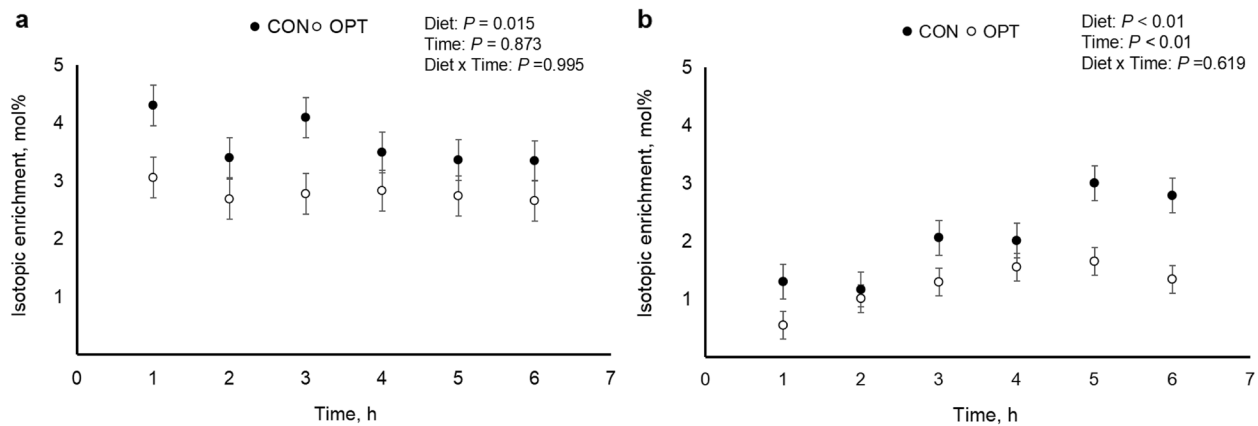 a
CON OPT
Diet: P = 0.015
Time: P = 0.873
Diet x Time: P =0.995
Isotopic enrichment, mol%
5
4
3
2
1
0 1 2 3 4 5 6 7
Time, h
b
CON OPT
Diet: P < 0.01
Time: P < 0.01
Diet x Time: P =0.619
Isotopic enrichment, mol%
5
4
3
2
1
0 1 2 3 4 5 6 7
Time, h